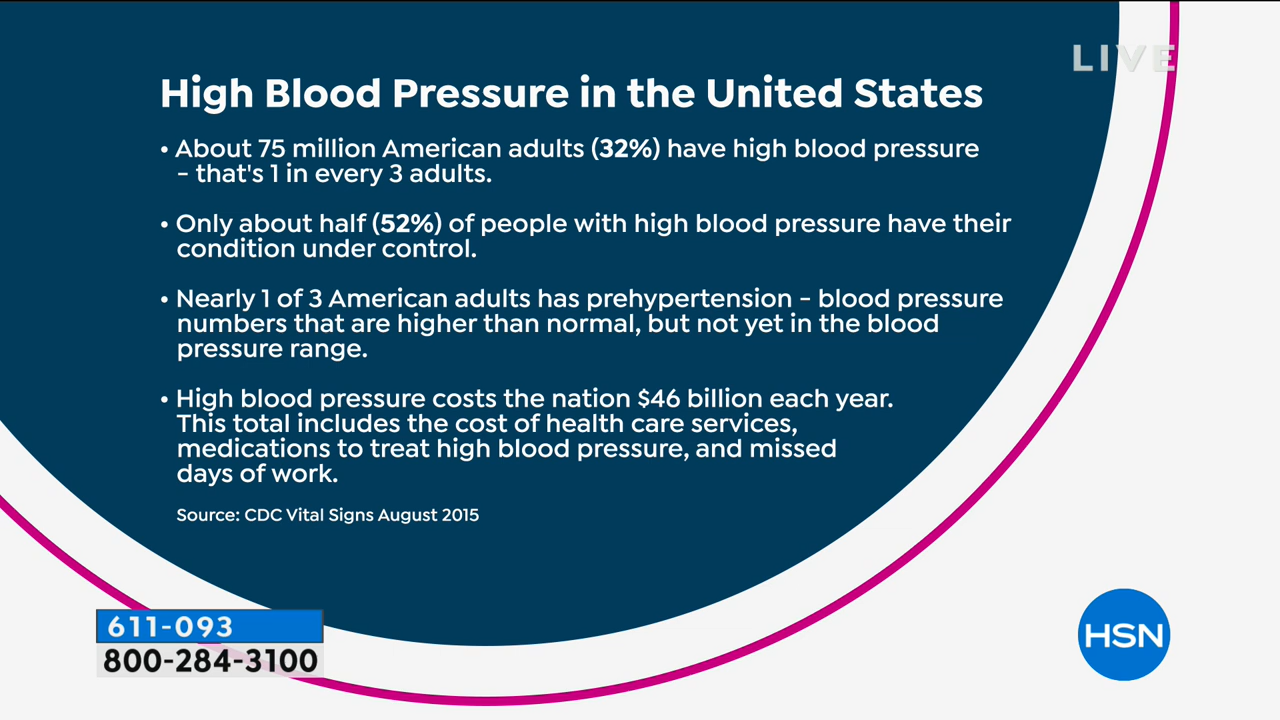 LIVE
High Blood Pressure in the United States
• About 75 million American adults (32%) have high blood pressure
- that's 1 in every 3 adults.
• Only about half (52%) of people with high blood pressure have their
condition under control.
• Nearly 1 of 3 American adults has prehypertension - blood pressure
numbers that are higher than normal, but not yet in the blood
pressure range.
• High blood pressure costs the nation $46 billion each year.
This total includes the cost of health care services,
medications to treat high blood pressure, and missed
days of work.
Source: CDC Vital Signs August 2015
611-093
800-284-3100
HSN